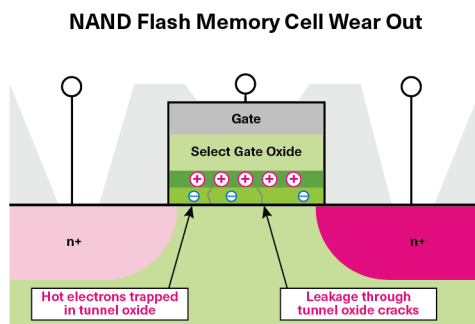 NAND Flash Memory Cell Wear Out
Gate
Select Gate Oxide
+ + + + +
− − −
n+
n+
Hot electrons trapped
in tunnel oxide
Leakage through
tunnel oxide cracks